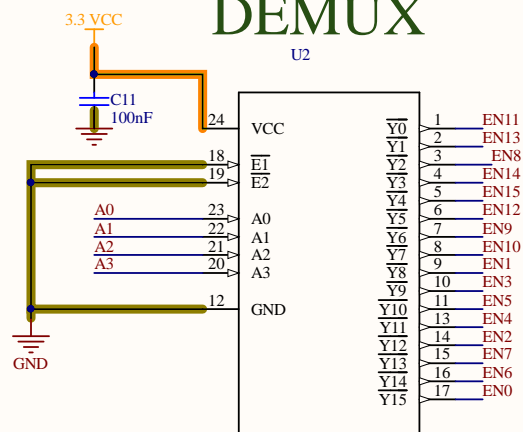 DEMUX
3.3 VCC
U2
C11
100nF
24 VCC Y0 1 EN11
Y1 2 EN13
18 E1 Y2 3 EN8
19 E2 Y3 4 EN14
Y4 5 EN15
A0 23 A0 Y5 6 EN12
A1 22 A1 Y6 7 EN9
A2 21 A2 Y7 8 EN10
A3 20 A3 Y8 9 EN1
Y9 10 EN3
12 GND Y10 11 EN5
Y11 13 EN4
Y12 14 EN2
Y13 15 EN7
Y14 16 EN6
Y15 17 EN0
GND